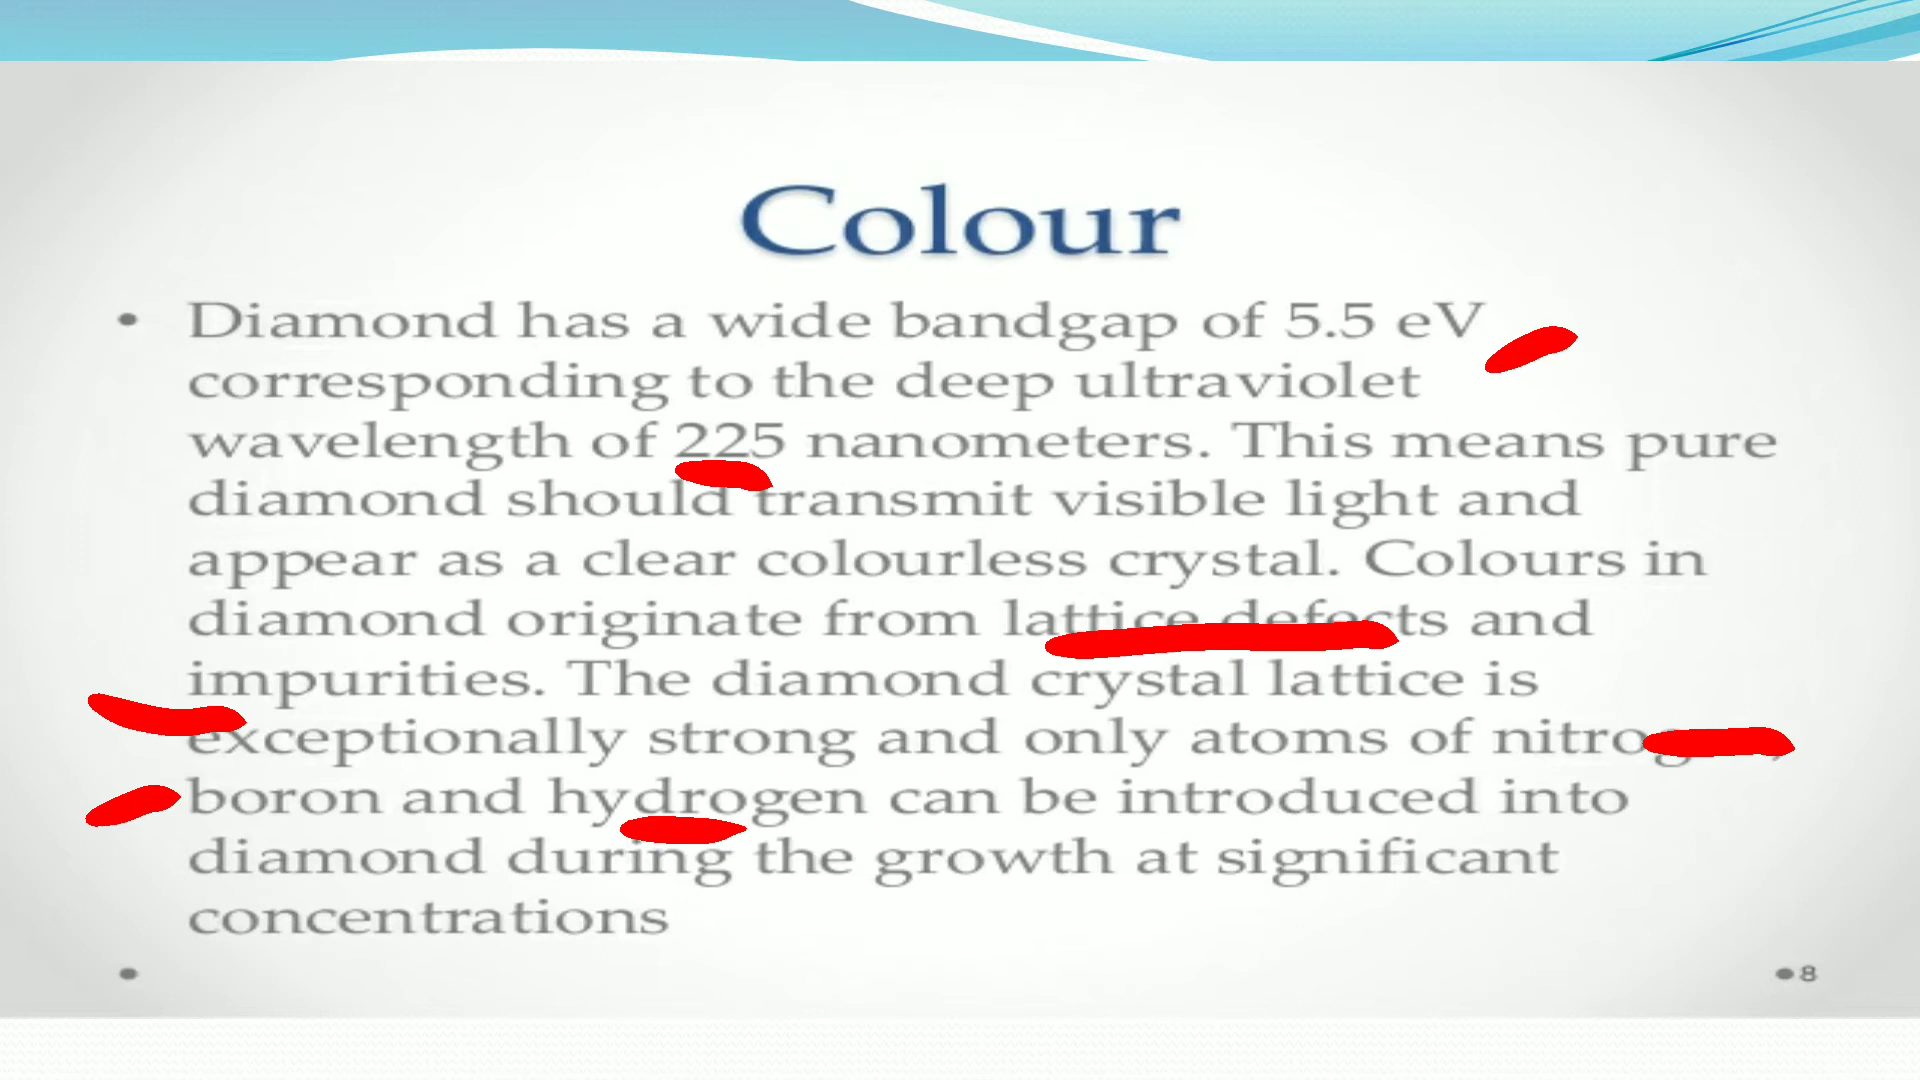 Colour
• Diamond has a wide bandgap of 5.5 eV
corresponding to the deep ultraviolet
wavelength of 225 nanometers. This means pure
diamond should transmit visible light and
appear as a clear colourless crystal. Colours in
diamond originate from lattice defects and
impurities. The diamond crystal lattice is
exceptionally strong and only atoms of nitrogen,
boron and hydrogen can be introduced into
diamond during the growth at significant
concentrations
•
•8